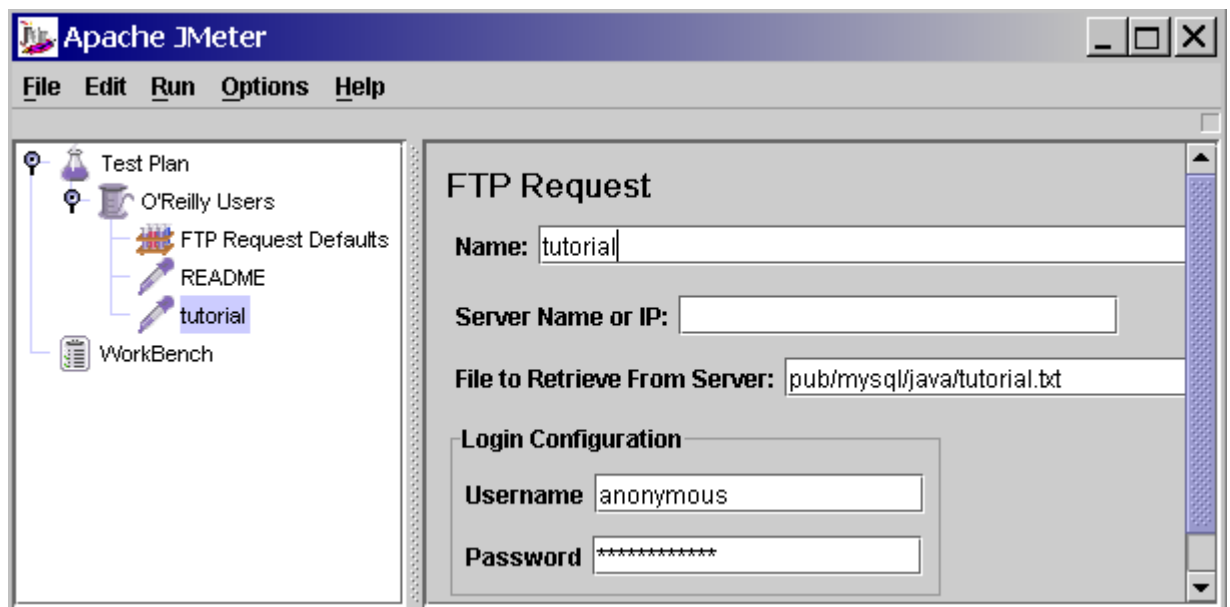 Apache JMeter
File Edit Run Options Help
Test Plan
O'Reilly Users
FTP Request Defaults
README
tutorial
WorkBench
FTP Request
Name: tutorial
Server Name or IP:
File to Retrieve From Server: pub/mysql/java/tutorial.txt
Login Configuration
Username anonymous
Password ************